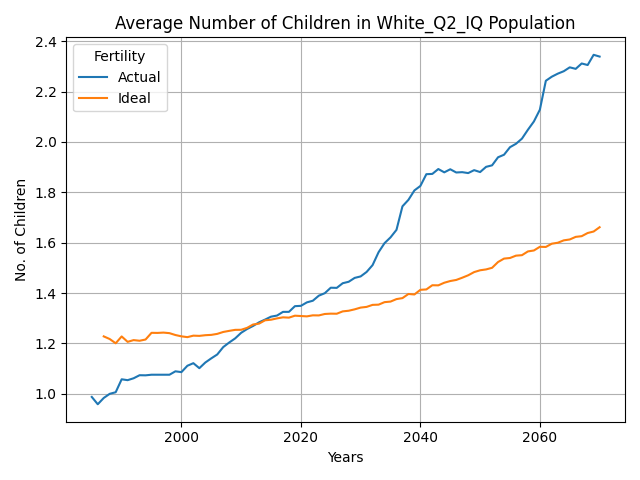 Average Number of Children in White_Q2_IQ Population
Fertility
Actual
Ideal
No. of Children
2.4
2.2
2.0
1.8
1.6
1.4
1.2
1.0
2000 2020 2040 2060
Years